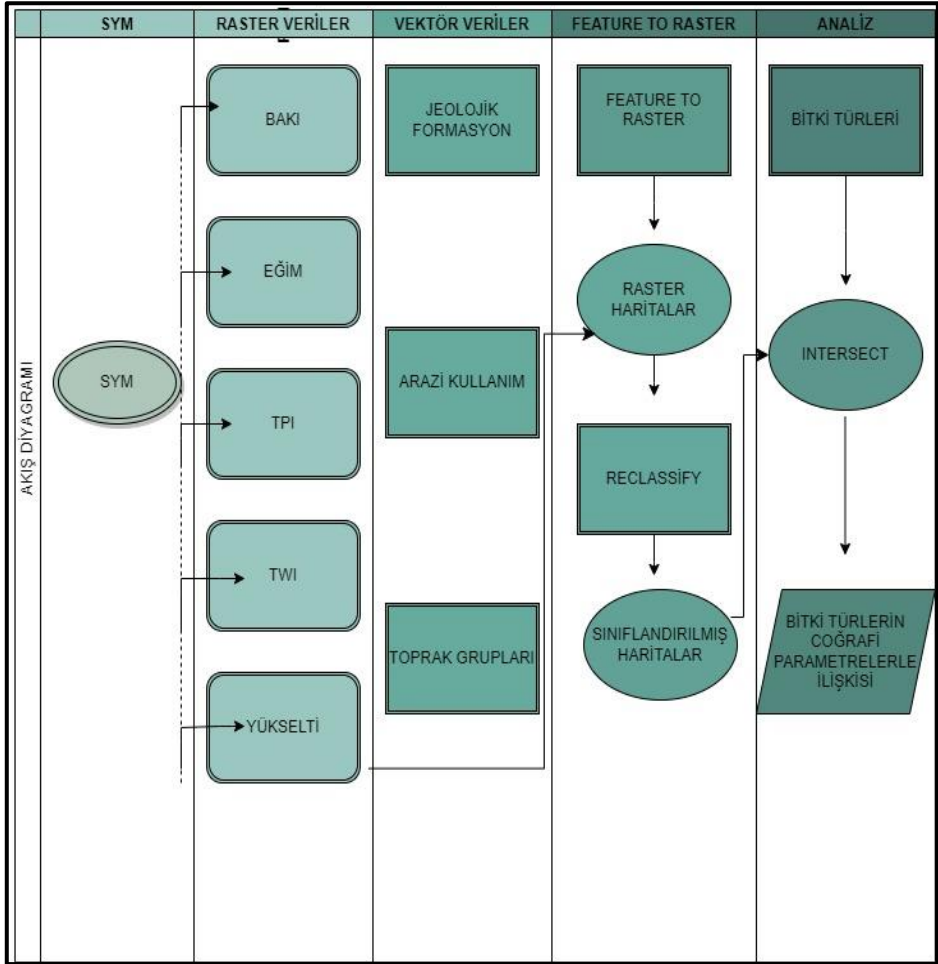 SYM
RASTER VERİLER
VEKTÖR VERİLER
FEATURE TO RASTER
ANALİZ
AKIŞ DİYAGRAMI
SYM
BAKI
EĞİM
TPI
TWI
YÜKSELTİ
JEOLOJİK
FORMASYON
ARAZİ KULLANIM
TOPRAK GRUPLARI
FEATURE TO
RASTER
RASTER
HARİTALAR
RECLASSIFY
SINIFLANDIRILMIŞ
HARİTALAR
BİTKİ TÜRLERİ
INTERSECT
BİTKİ TÜRLERİN
COĞRAFİ
PARAMETRELERLE
İLİŞKİSİ